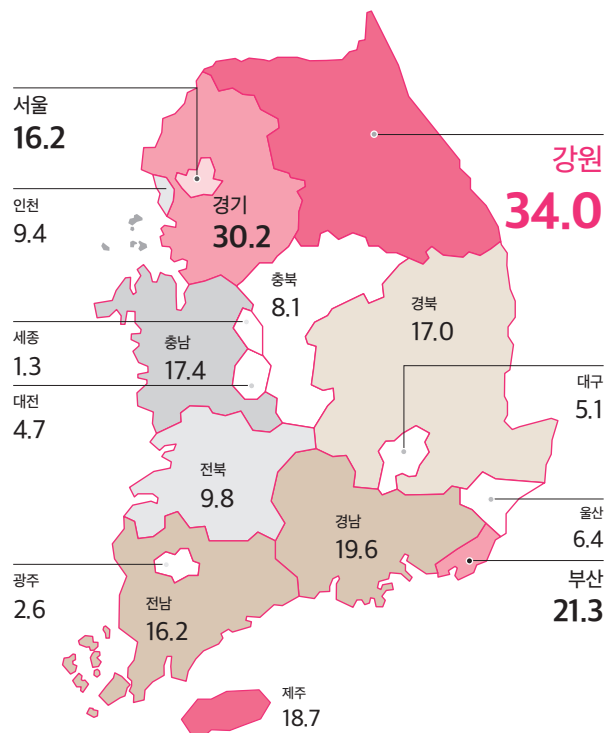 서울
16.2
강원
34.0
인천
9.4
경기
30.2
충북
8.1
경북
17.0
세종
1.3
충남
17.4
대전
4.7
대구
5.1
전북
9.8
경남
19.6
울산
6.4
광주
2.6
전남
16.2
부산
21.3
제주
18.7